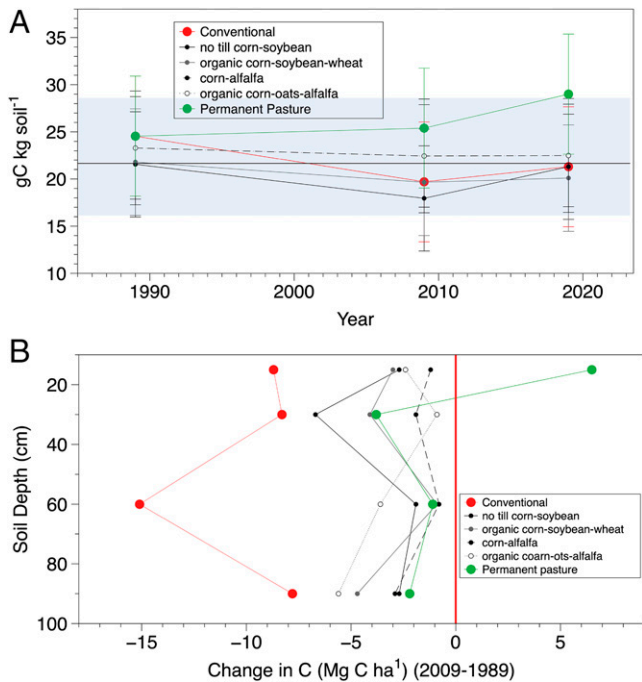 A
gC kg soil⁻¹
40
35
30
25
20
15
10
Conventional
no till corn-soybean
organic corn-soybean-wheat
corn-alfalfa
organic corn-oats-alfalfa
Permanent Pasture
1990
2000
2010
2020
Year
B
Soil Depth (cm)
20
40
60
80
100
Conventional
no till corn-soybean
organic corn-soybean-wheat
corn-alfalfa
organic coarn-ots-alfalfa
Permanent pasture
−15
−10
−5
0
5
Change in C (Mg C ha¹) (2009-1989)